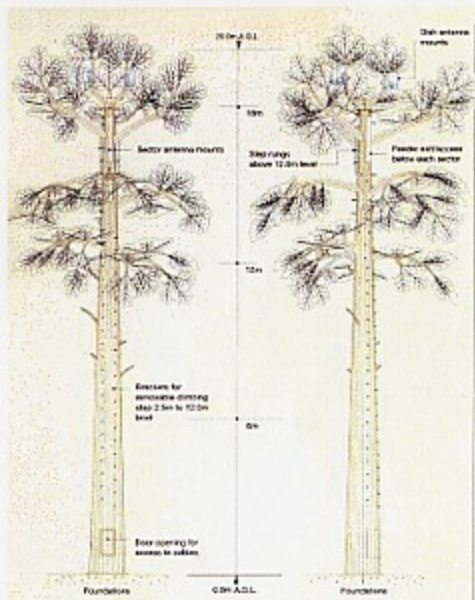 Dish antenna
mounts
20.0m A.G.L.
18m
Sector antenna mounts
Step rungs
above 12.0m level
Feeder exit/access
below each sector
12m
Brackets for
removable climbing
step 2.5m to 12.0m
level
6m
Door opening for
access to cables
Foundations
0.0m A.G.L.
Foundations